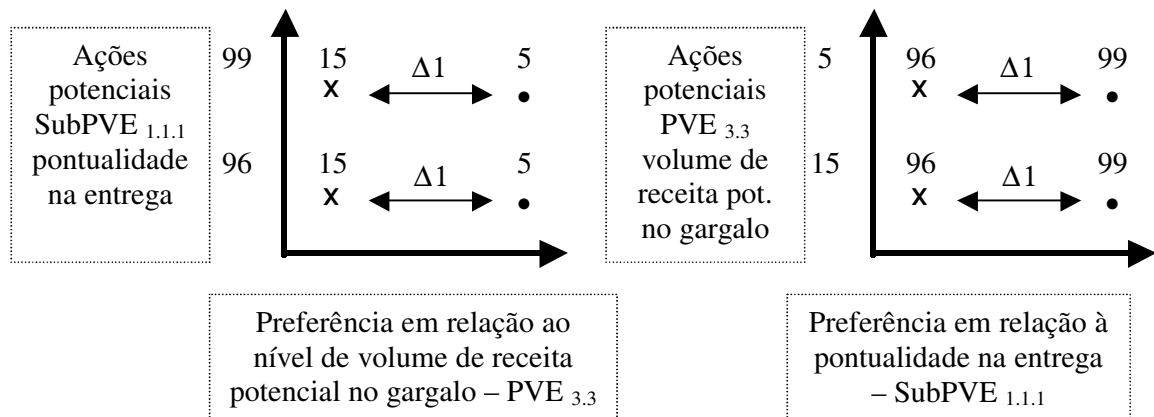 Ações
potenciais
SubPVE 1.1.1
pontualidade
na entrega
99 15 5
x Δ1 •
96 15 5
x Δ1 •
Preferência em relação ao
nível de volume de receita
potencial no gargalo – PVE 3.3
Ações
potenciais
PVE 3.3
volume de
receita pot.
no gargalo
5 96 99
x Δ1 •
15 96 99
x Δ1 •
Preferência em relação à
pontualidade na entrega
– SubPVE 1.1.1